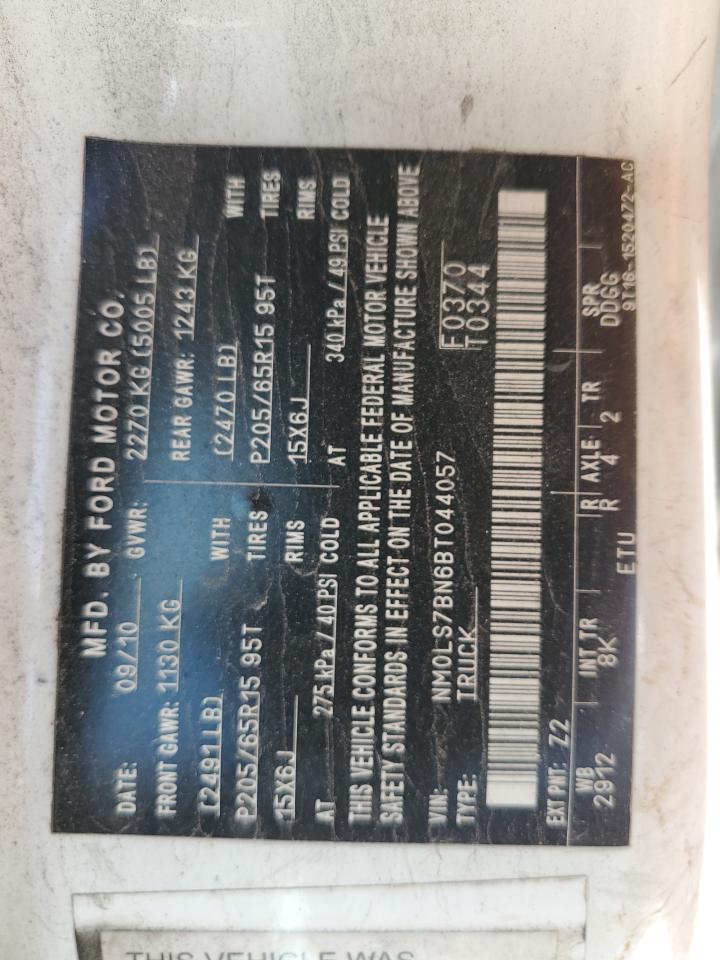 MFD. BY FORD MOTOR CO.
DATE: 09/10 GVWR: 2270 KG (5005 LB)
FRONT GAWR: 1130 KG REAR GAWR: 1243 KG
(2491LB) WITH (2470 LB) WITH
P205/65R15 95T TIRES P205/65R15 95T TIRES
15X6J RIMS 15X6J RIMS
AT 275 kPa/40 PSI COLD AT 340 kPa/49 PSI COLD
THIS VEHICLE CONFORMS TO ALL APPLICABLE FEDERAL MOTOR VEHICLE
SAFETY STANDARDS IN EFFECT ON THE DATE OF MANUFACTURE SHOWN ABOVE
VIN: NM0LS7BN6BT044057 F0370
TYPE: TRUCK T0344
EXT PNT: Z2
WB INT TR R AXLE TR SPR
2912 8K R 4 2 DDGG
ETU 9T16-1520472-AC
THIS VEHICLE WAS